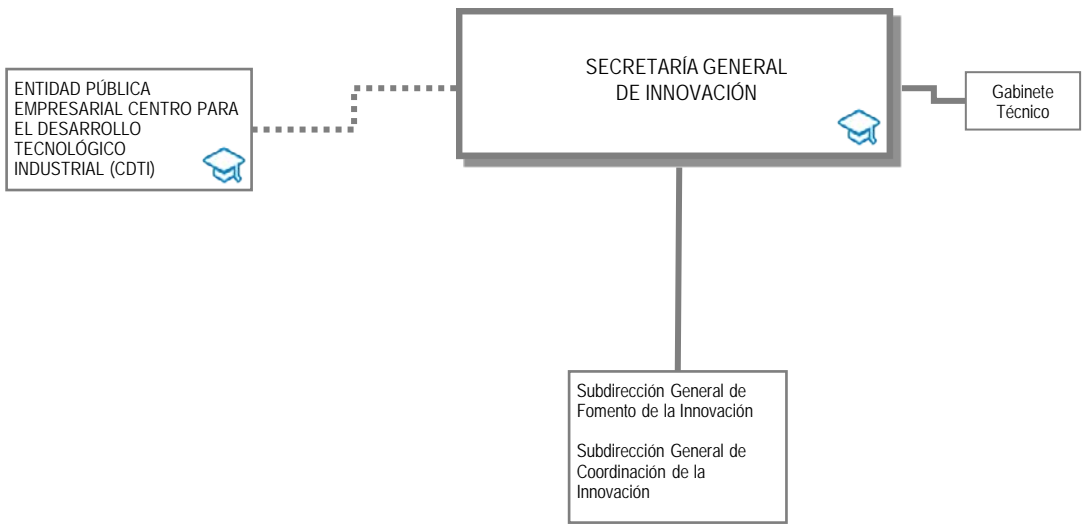 SECRETARÍA GENERAL
DE INNOVACIÓN
ENTIDAD PÚBLICA
EMPRESARIAL CENTRO PARA
EL DESARROLLO
TECNOLÓGICO
INDUSTRIAL (CDTI)
Gabinete
Técnico
Subdirección General de
Fomento de la Innovación
Subdirección General de
Coordinación de la
Innovación